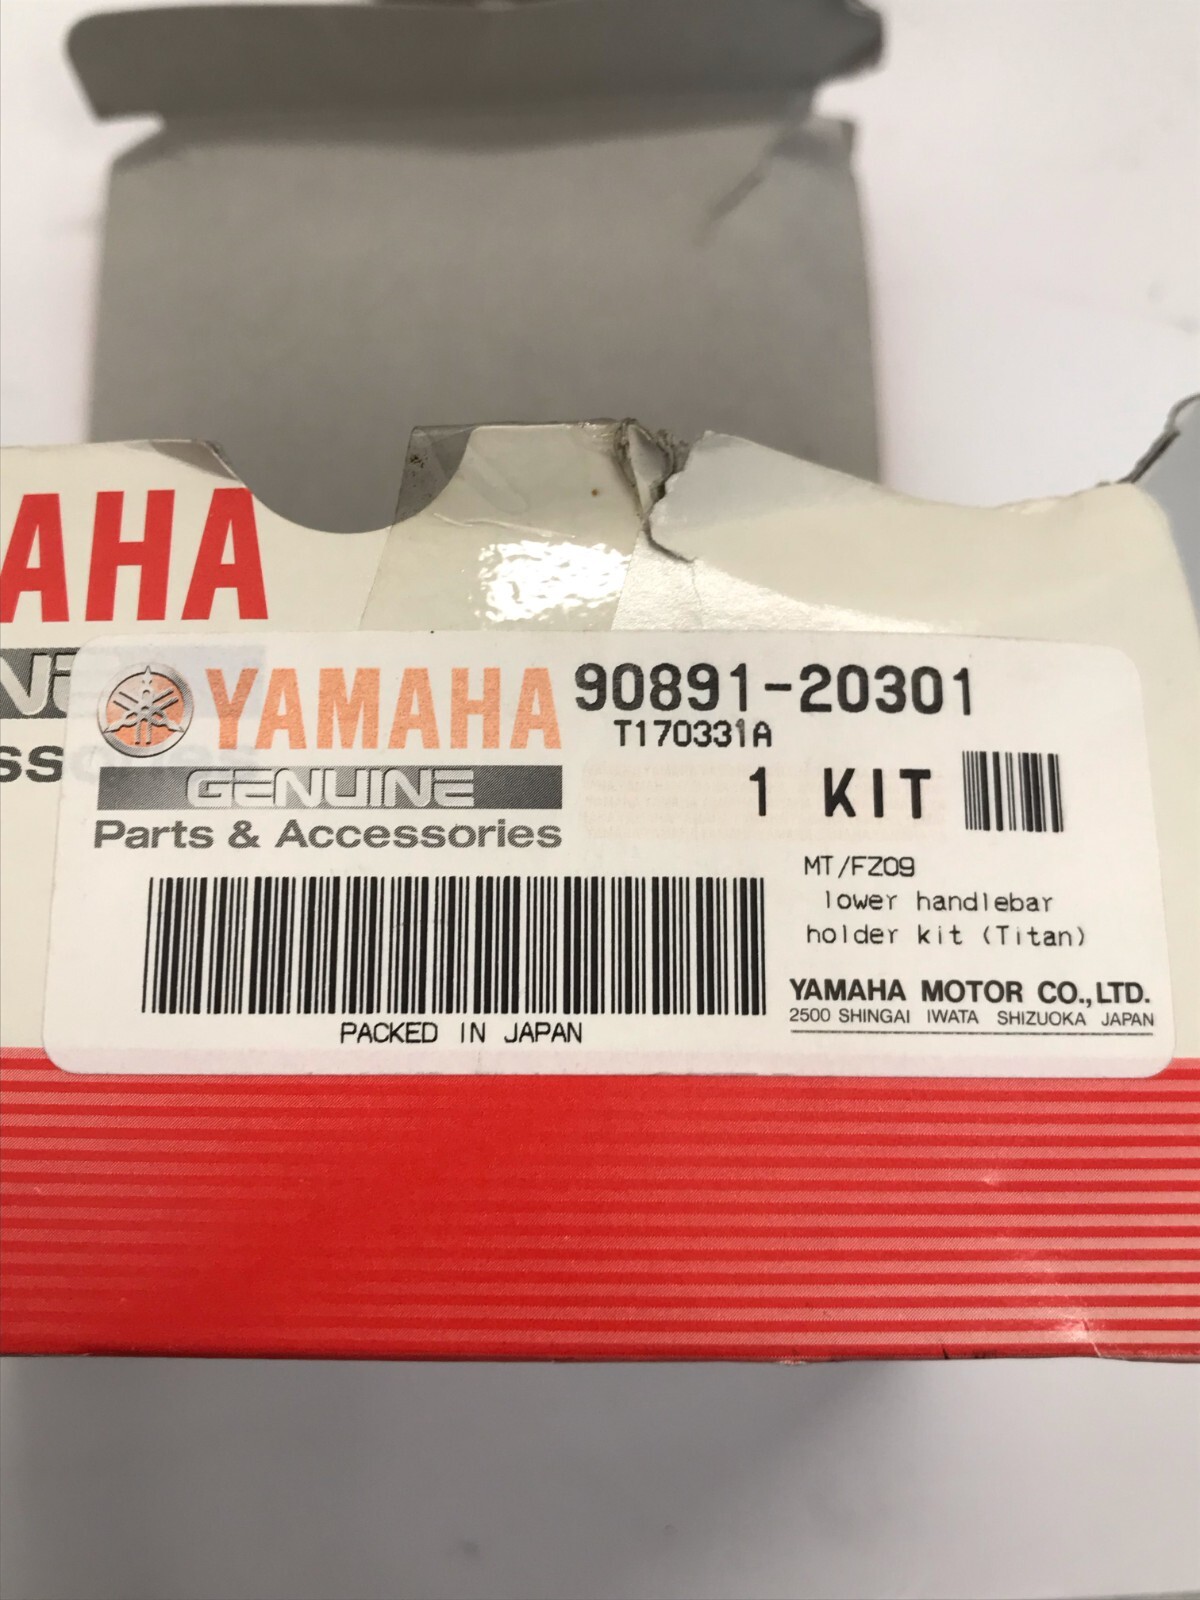 AHA
YAMAHA
GENUINE
Parts & Accessories
90891-20301
T170331A
1 KIT
MT/FZ09
lower handlebar
holder kit (Titan)
PACKED IN JAPAN
YAMAHA MOTOR CO.,LTD.
2500 SHINGAI IWATA SHIZUOKA JAPAN